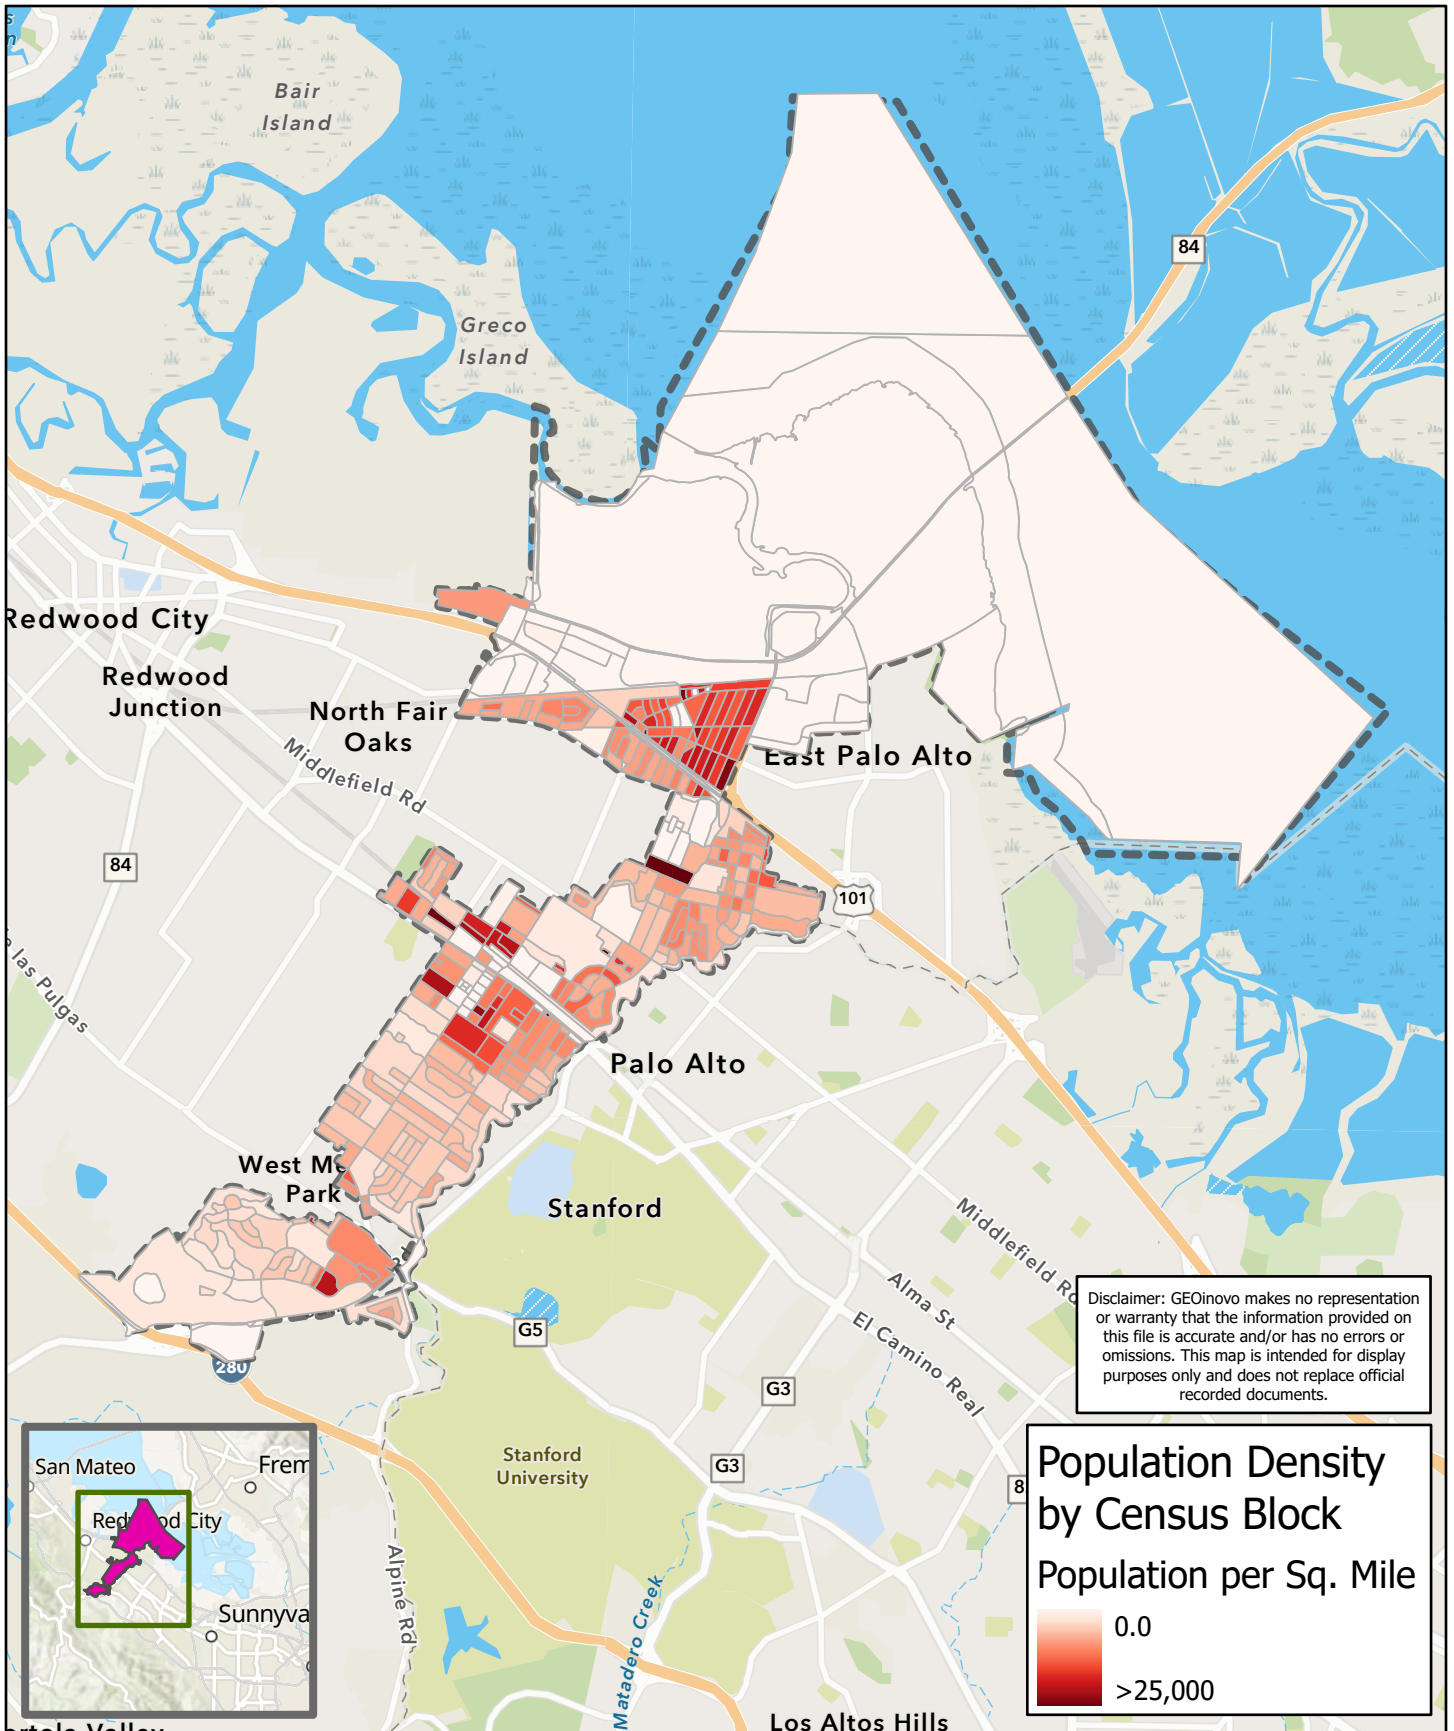 Bair
Island
Greco
Island
84
Redwood City
Redwood
Junction
North Fair
Oaks
Middlefield Rd
East Palo Alto
84
101
las Pulgas
Palo Alto
West Me
Park
Stanford
Rd
Middlefield Rd
Alma St
El Camino Real
G5
280
G3
G3
8
Stanford
University
Alpine Rd
Matadero Creek
Los Altos Hills
Valley
Disclaimer: GEOinovo makes no representation
or warranty that the information provided on
this file is accurate and/or has no errors or
omissions. This map is intended for display
purposes only and does not replace official
recorded documents.
Population Density
by Census Block
Population per Sq. Mile
0.0
>25,000
San Mateo
Frem
Redwood City
Sunnyva